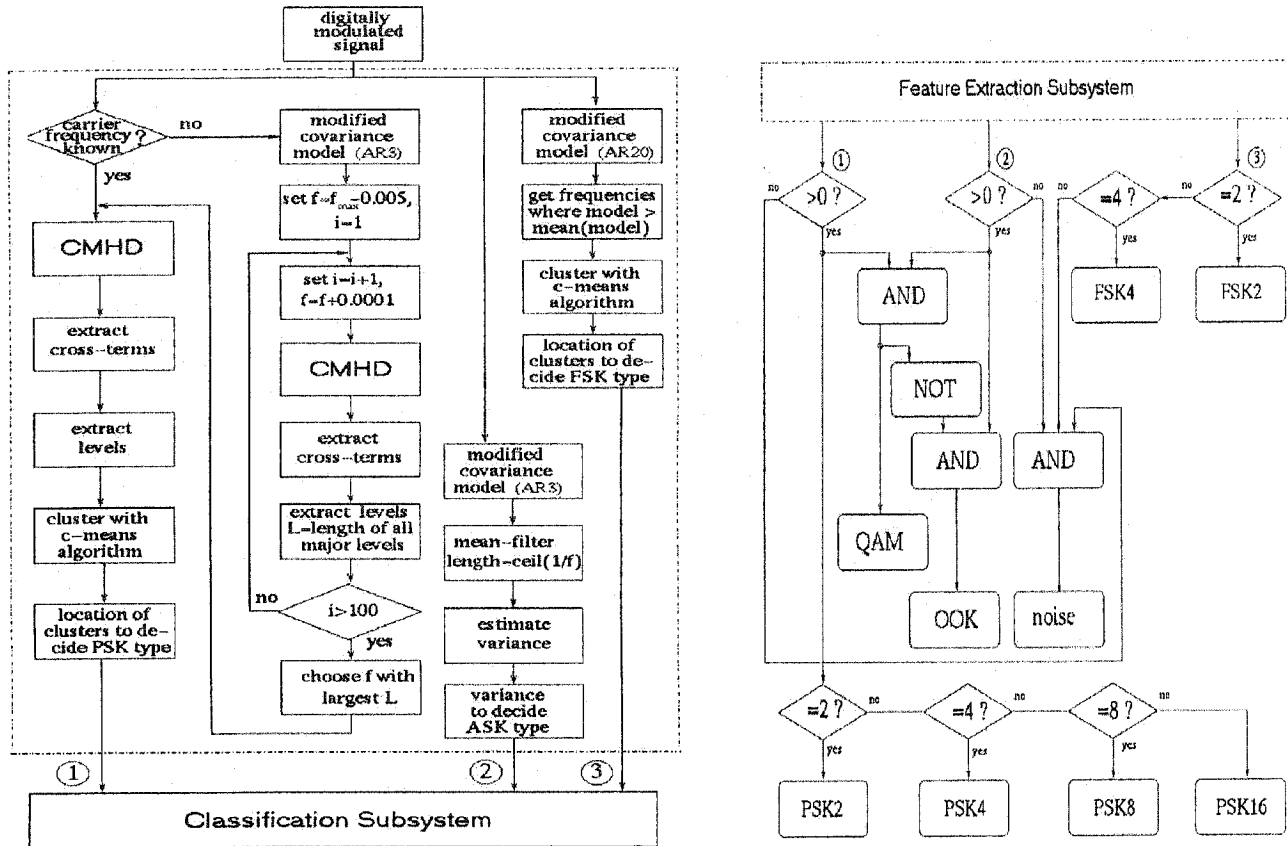 digitally
modulated
signal
carrier
frequency ?
known
no
yes
CMHD
extract
cross-terms
extract
levels
cluster with
c-means
algorithm
location of
clusters to de-
cide PSK type
modified
covariance
model (AR3)
set f=fmax-0.005,
i=1
set i=i+1,
f=f+0.0001
CMHD
extract
cross-terms
extract levels
L=length of all
major levels
no
i>100
yes
choose f with
largest L
modified
covariance
model (AR3)
mean-filter
length-ceil(1/f)
estimate
variance
variance
to decide
ASK type
modified
covariance
model (AR20)
get frequencies
where model >
mean(model)
cluster with
c-means
algorithm
location of
clusters to de-
cide FSK type
① ② ③
Classification Subsystem
Feature Extraction Subsystem
① ② ③
no >0 ? yes
>0 ? no yes
no =4 ? yes
no =2 ? yes
FSK4
FSK2
AND
NOT
AND
AND
QAM
OOK
noise
=2 ? no yes
=4 ? no yes
=8 ? no yes
PSK2
PSK4
PSK8
PSK16